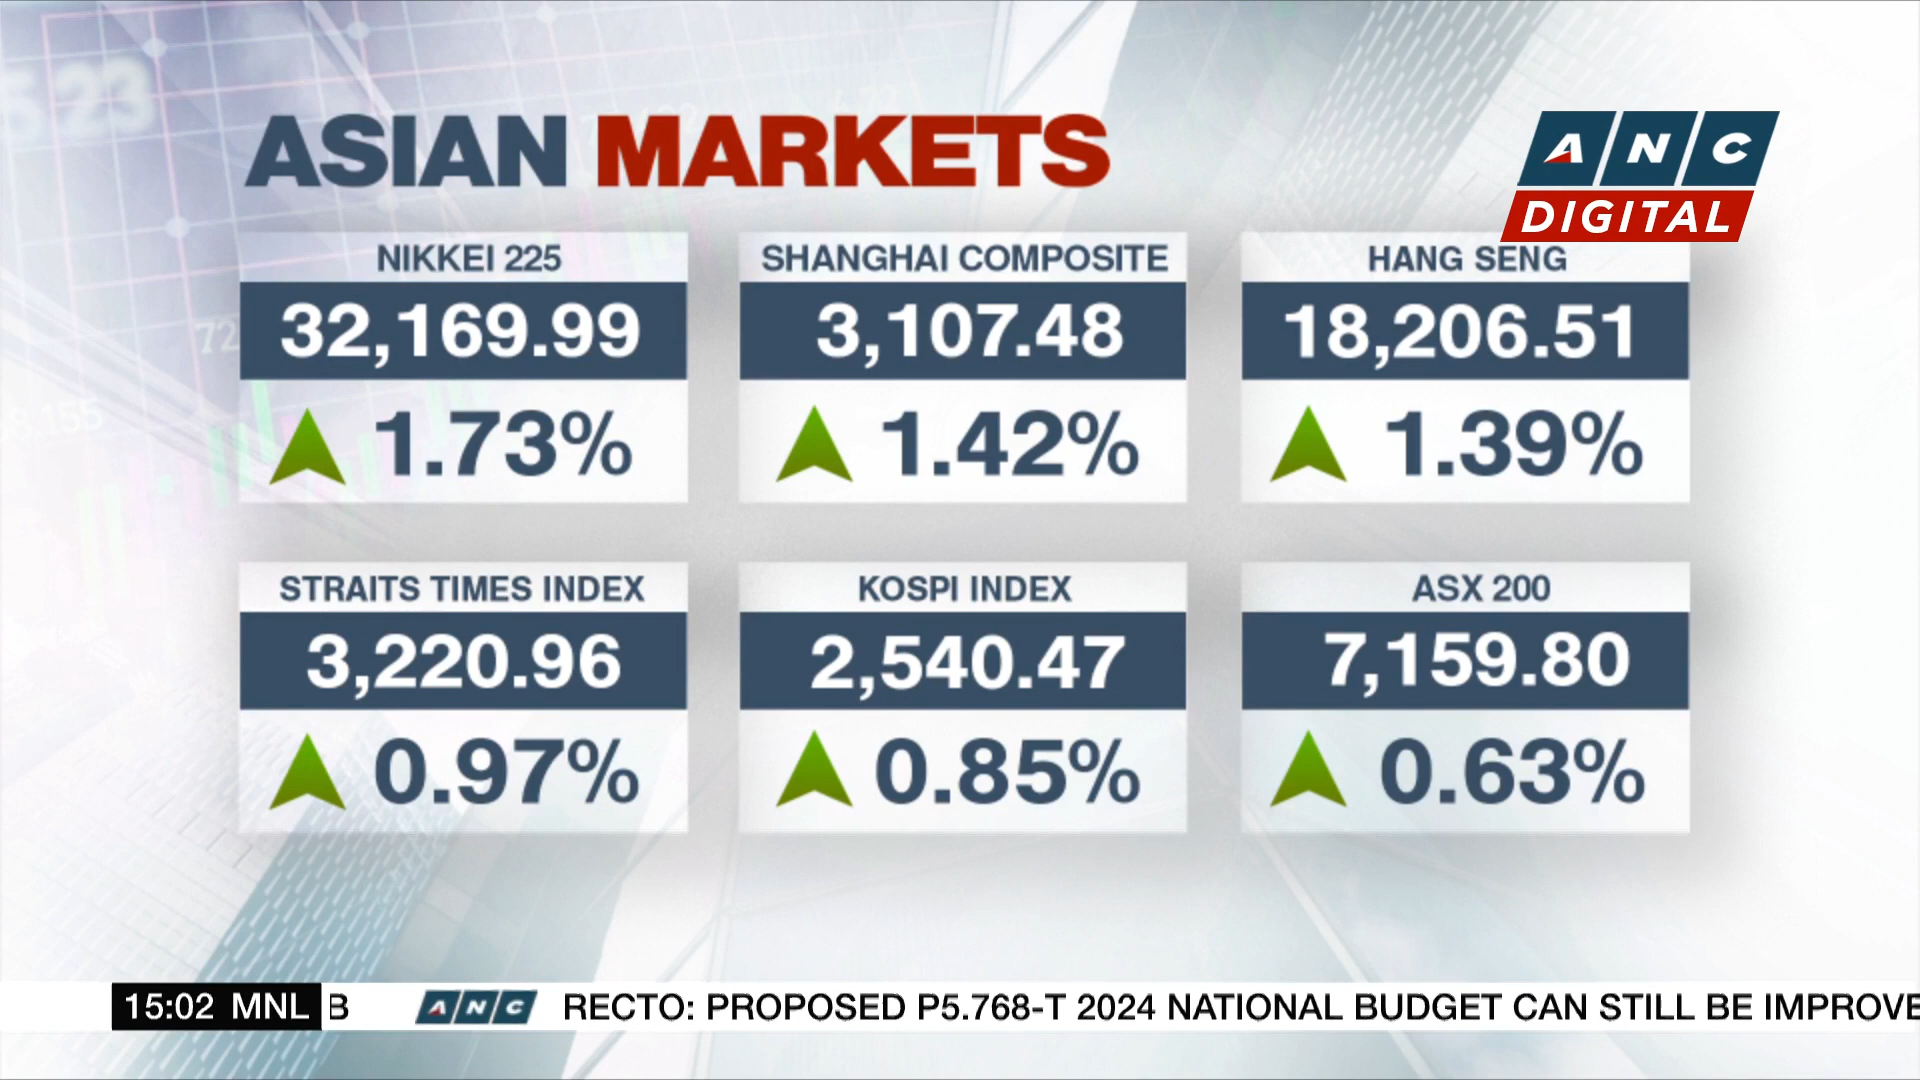 5.23
ASIAN MARKETS
ANC
DIGITAL
NIKKEI 225
32,169.99
1.73%
SHANGHAI COMPOSITE
3,107.48
1.42%
HANG SENG
18,206.51
1.39%
STRAITS TIMES INDEX
3,220.96
0.97%
KOSPI INDEX
2,540.47
0.85%
ASX 200
7,159.80
0.63%
15:02 MNL B ANC RECTO: PROPOSED P5.768-T 2024 NATIONAL BUDGET CAN STILL BE IMPROVE